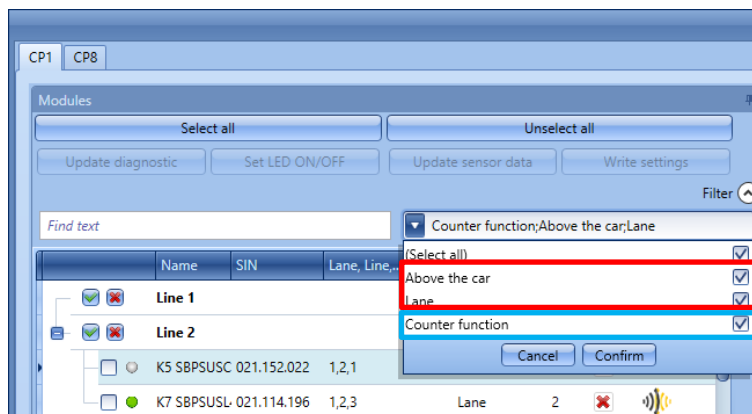 CP1 CP8
Modules
Select all Unselect all
Update diagnostic Set LED ON/OFF Update sensor data Write settings
Filter
Find text Counter function;Above the car;Lane
(Select all)
Name SIN Lane, Line,...
Above the car
Line 1 Lane
Line 2 Counter function
Cancel Confirm
K5 SBPSUSC 021.152.022 1,2,1
K7 SBPSUSL 021.114.196 1,2,3 Lane 2